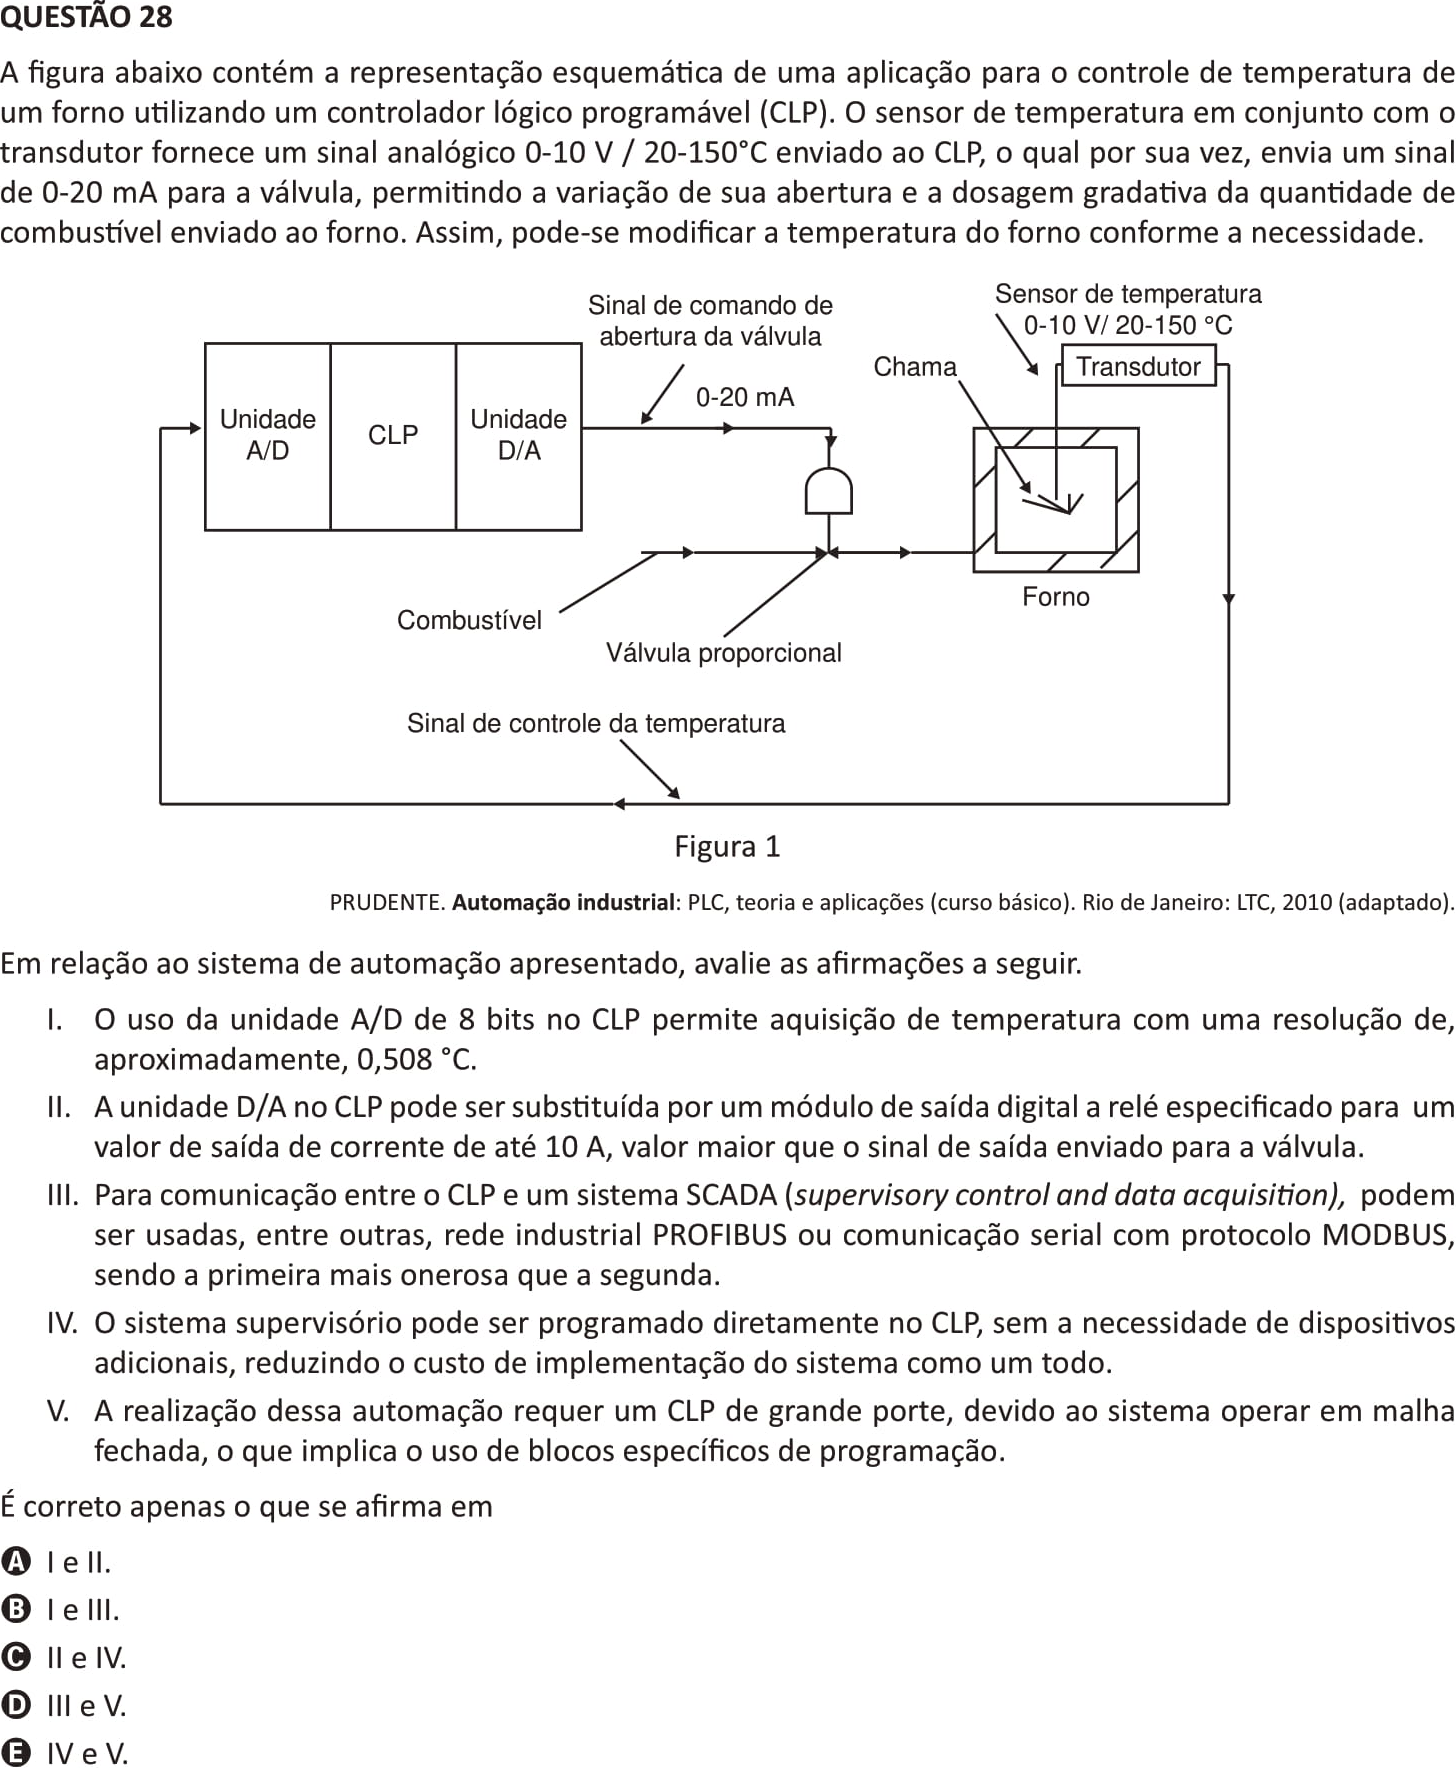 QUESTÃO 28
A figura abaixo contém a representação esquemática de uma aplicação para o controle de temperatura de
um forno utilizando um controlador lógico programável (CLP). O sensor de temperatura em conjunto com o
transdutor fornece um sinal analógico 0-10 V / 20-150°C enviado ao CLP, o qual por sua vez, envia um sinal
de 0-20 mA para a válvula, permitindo a variação de sua abertura e a dosagem gradativa da quantidade de
combustível enviado ao forno. Assim, pode-se modificar a temperatura do forno conforme a necessidade.
Sinal de comando de
abertura da válvula
Sensor de temperatura
0-10 V/ 20-150 °C
Chama
Transdutor
0-20 mA
Unidade
A/D
CLP
Unidade
D/A
Forno
Combustível
Válvula proporcional
Sinal de controle da temperatura
Figura 1
PRUDENTE. Automação industrial: PLC, teoria e aplicações (curso básico). Rio de Janeiro: LTC, 2010 (adaptado).
Em relação ao sistema de automação apresentado, avalie as afirmações a seguir.
I. O uso da unidade A/D de 8 bits no CLP permite aquisição de temperatura com uma resolução de,
aproximadamente, 0,508 °C.
II. A unidade D/A no CLP pode ser substituída por um módulo de saída digital a relé especificado para um
valor de saída de corrente de até 10 A, valor maior que o sinal de saída enviado para a válvula.
III. Para comunicação entre o CLP e um sistema SCADA (supervisory control and data acquisition), podem
ser usadas, entre outras, rede industrial PROFIBUS ou comunicação serial com protocolo MODBUS,
sendo a primeira mais onerosa que a segunda.
IV. O sistema supervisório pode ser programado diretamente no CLP, sem a necessidade de dispositivos
adicionais, reduzindo o custo de implementação do sistema como um todo.
V. A realização dessa automação requer um CLP de grande porte, devido ao sistema operar em malha
fechada, o que implica o uso de blocos específicos de programação.
É correto apenas o que se afirma em
A I e II.
B I e III.
C II e IV.
D III e V.
E IV e V.